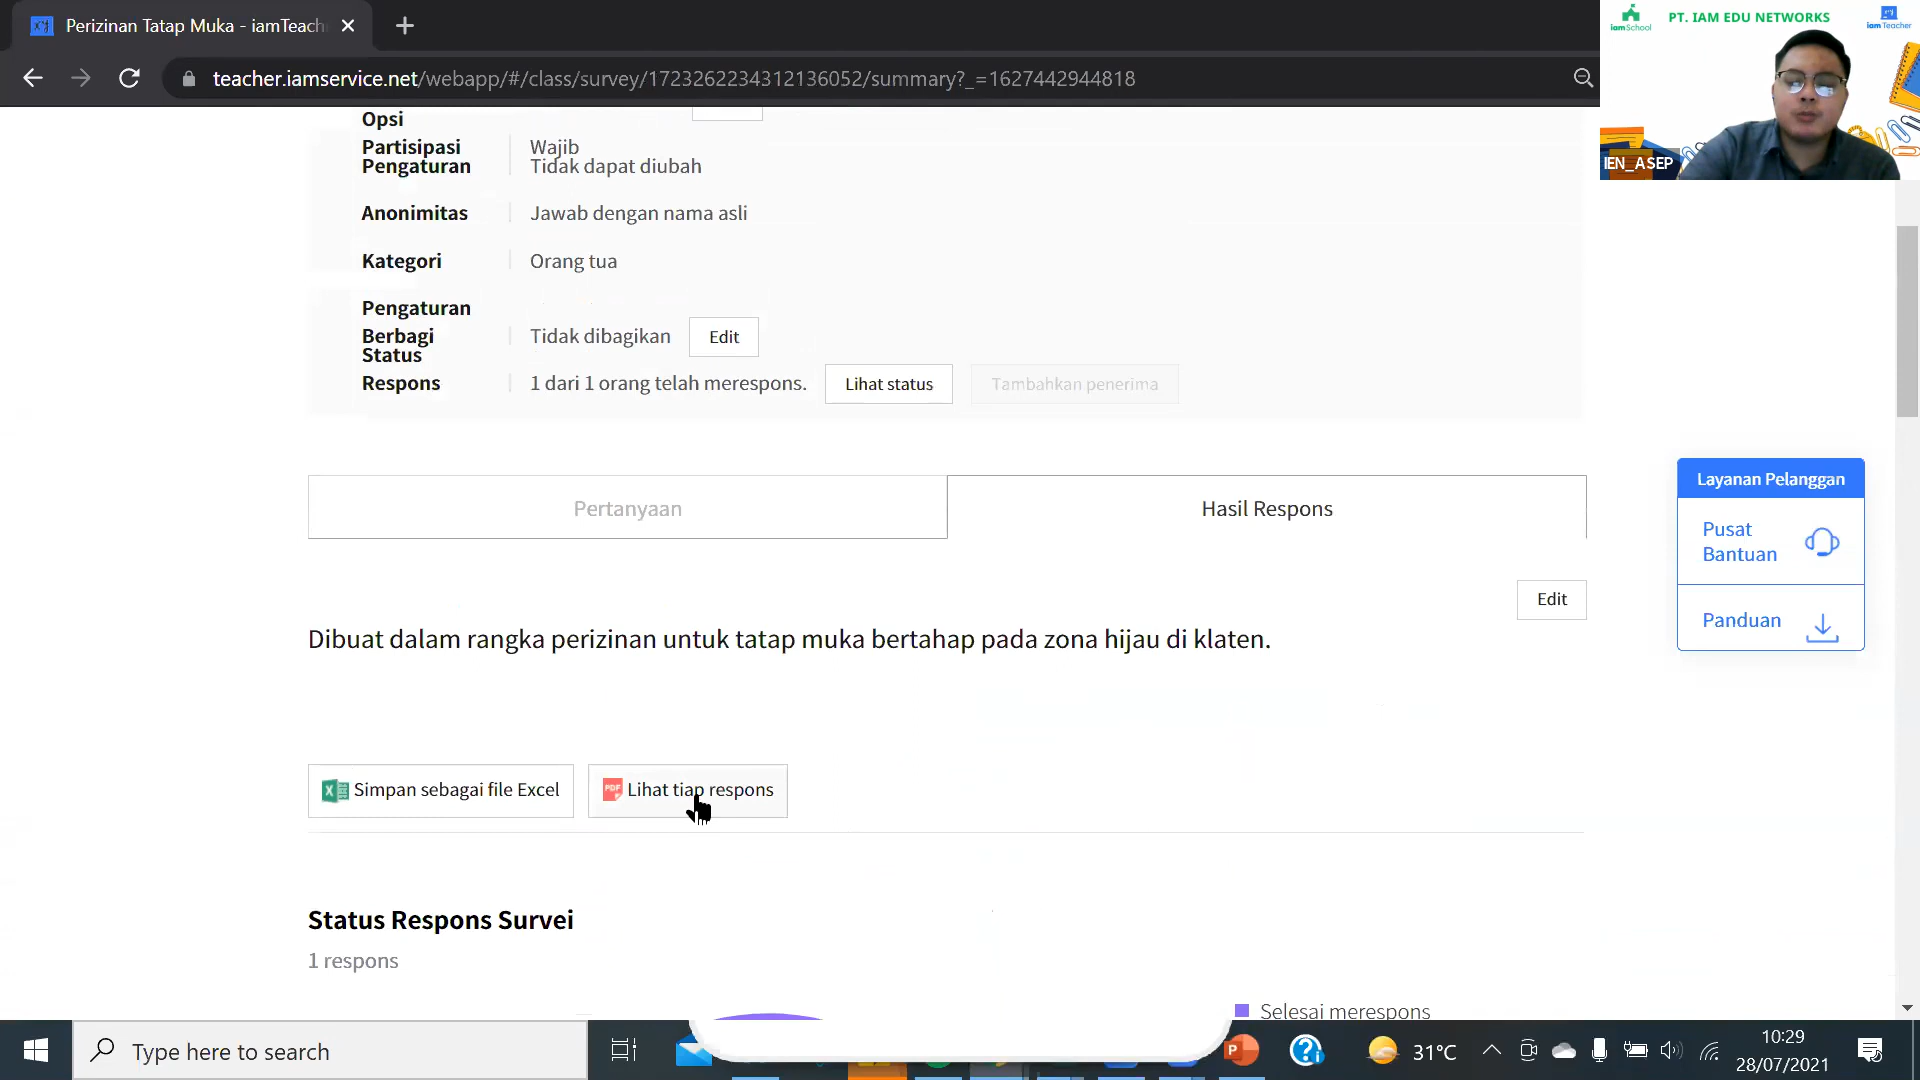 Perizinan Tatap Muka - iamTeach
teacher.iamservice.net/webapp/#/class/survey/1723262234312136052/summary?_=1627442944818
iamSchool
PT. IAM EDU NETWORKS
iamTeacher
IEN_ASEP
Opsi
Partisipasi Wajib
Pengaturan Tidak dapat diubah
Anonimitas Jawab dengan nama asli
Kategori Orang tua
Pengaturan
Berbagi Tidak dibagikan Edit
Status
Respons 1 dari 1 orang telah merespons. Lihat status Tambahkan penerima
Pertanyaan Hasil Respons
Layanan Pelanggan
Pusat
Bantuan
Panduan
Edit
Dibuat dalam rangka perizinan untuk tatap muka bertahap pada zona hijau di klaten.
Simpan sebagai file Excel PDF Lihat tiap respons
Status Respons Survei
1 respons
Selesai merespons
Type here to search
31°C
10:29
28/07/2021